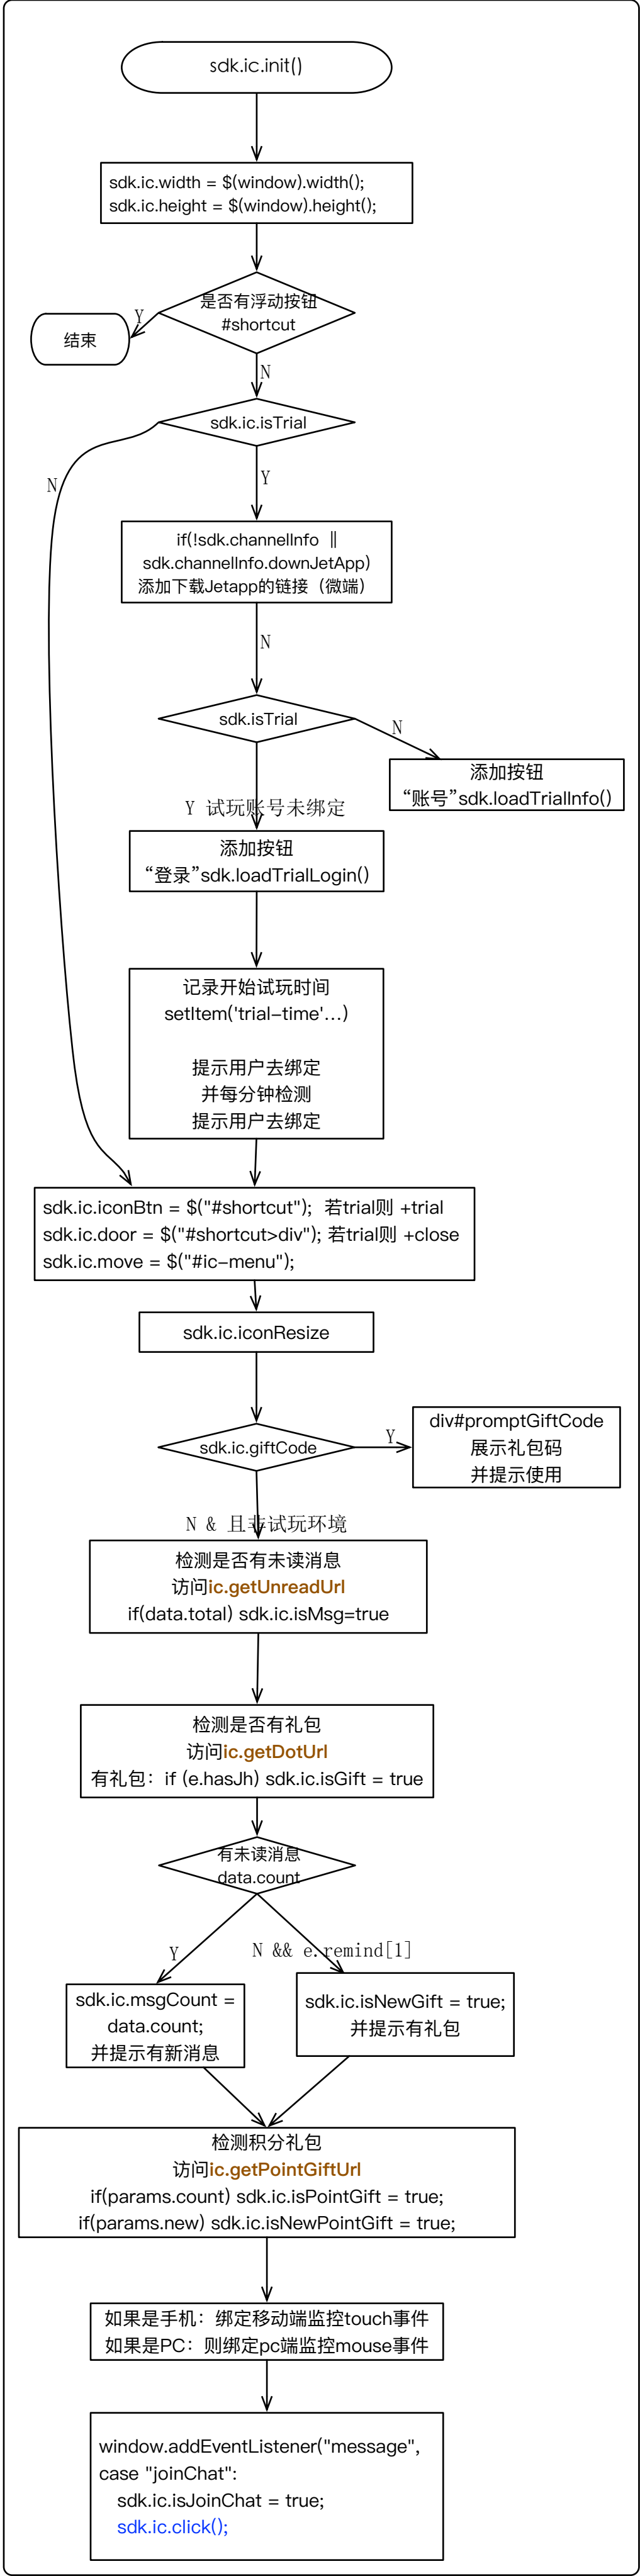 sdk.ic.init()
sdk.ic.width = $(window).width();
sdk.ic.height = $(window).height();
是否有浮动按钮
#shortcut
Y
结束
N
sdk.ic.isTrial
N
Y
if(!sdk.channelInfo ||
sdk.channelInfo.downJetApp)
添加下载Jetapp的链接（微端）
N
sdk.isTrial
N
添加按钮
“账号”sdk.loadTrialInfo()
Y 试玩账号未绑定
添加按钮
“登录”sdk.loadTrialLogin()
记录开始试玩时间
setItem('trial-time'...)
提示用户去绑定
并每分钟检测
提示用户去绑定
sdk.ic.iconBtn = $("#shortcut"); 若trial则 +trial
sdk.ic.door = $("#shortcut>div"); 若trial则 +close
sdk.ic.move = $("#ic-menu");
sdk.ic.iconResize
sdk.ic.giftCode
Y
div#promptGiftCode
展示礼包码
并提示使用
N & 且非试玩环境
检测是否有未读消息
访问ic.getUnreadUrl
if(data.total) sdk.ic.isMsg=true
检测是否有礼包
访问ic.getDotUrl
有礼包：if (e.hasJh) sdk.ic.isGift = true
有未读消息
data.count
Y
N && e.remind[1]
sdk.ic.msgCount =
data.count;
并提示有新消息
sdk.ic.isNewGift = true;
并提示有礼包
检测积分礼包
访问ic.getPointGiftUrl
if(params.count) sdk.ic.isPointGift = true;
if(params.new) sdk.ic.isNewPointGift = true;
如果是手机：绑定移动端监控touch事件
如果是PC：则绑定pc端监控mouse事件
window.addEventListener("message",
case "joinChat":
sdk.ic.isJoinChat = true;
sdk.ic.click();